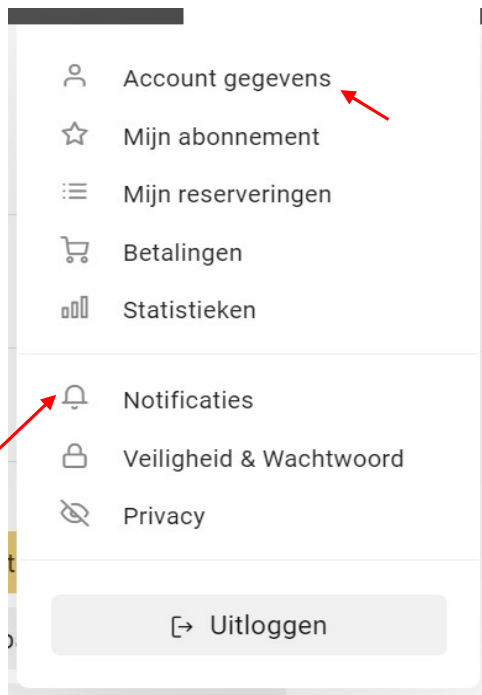 Account gegevens
Mijn abonnement
Mijn reserveringen
Betalingen
Statistieken
Notificaties
Veiligheid & Wachtwoord
Privacy
t
Uitloggen